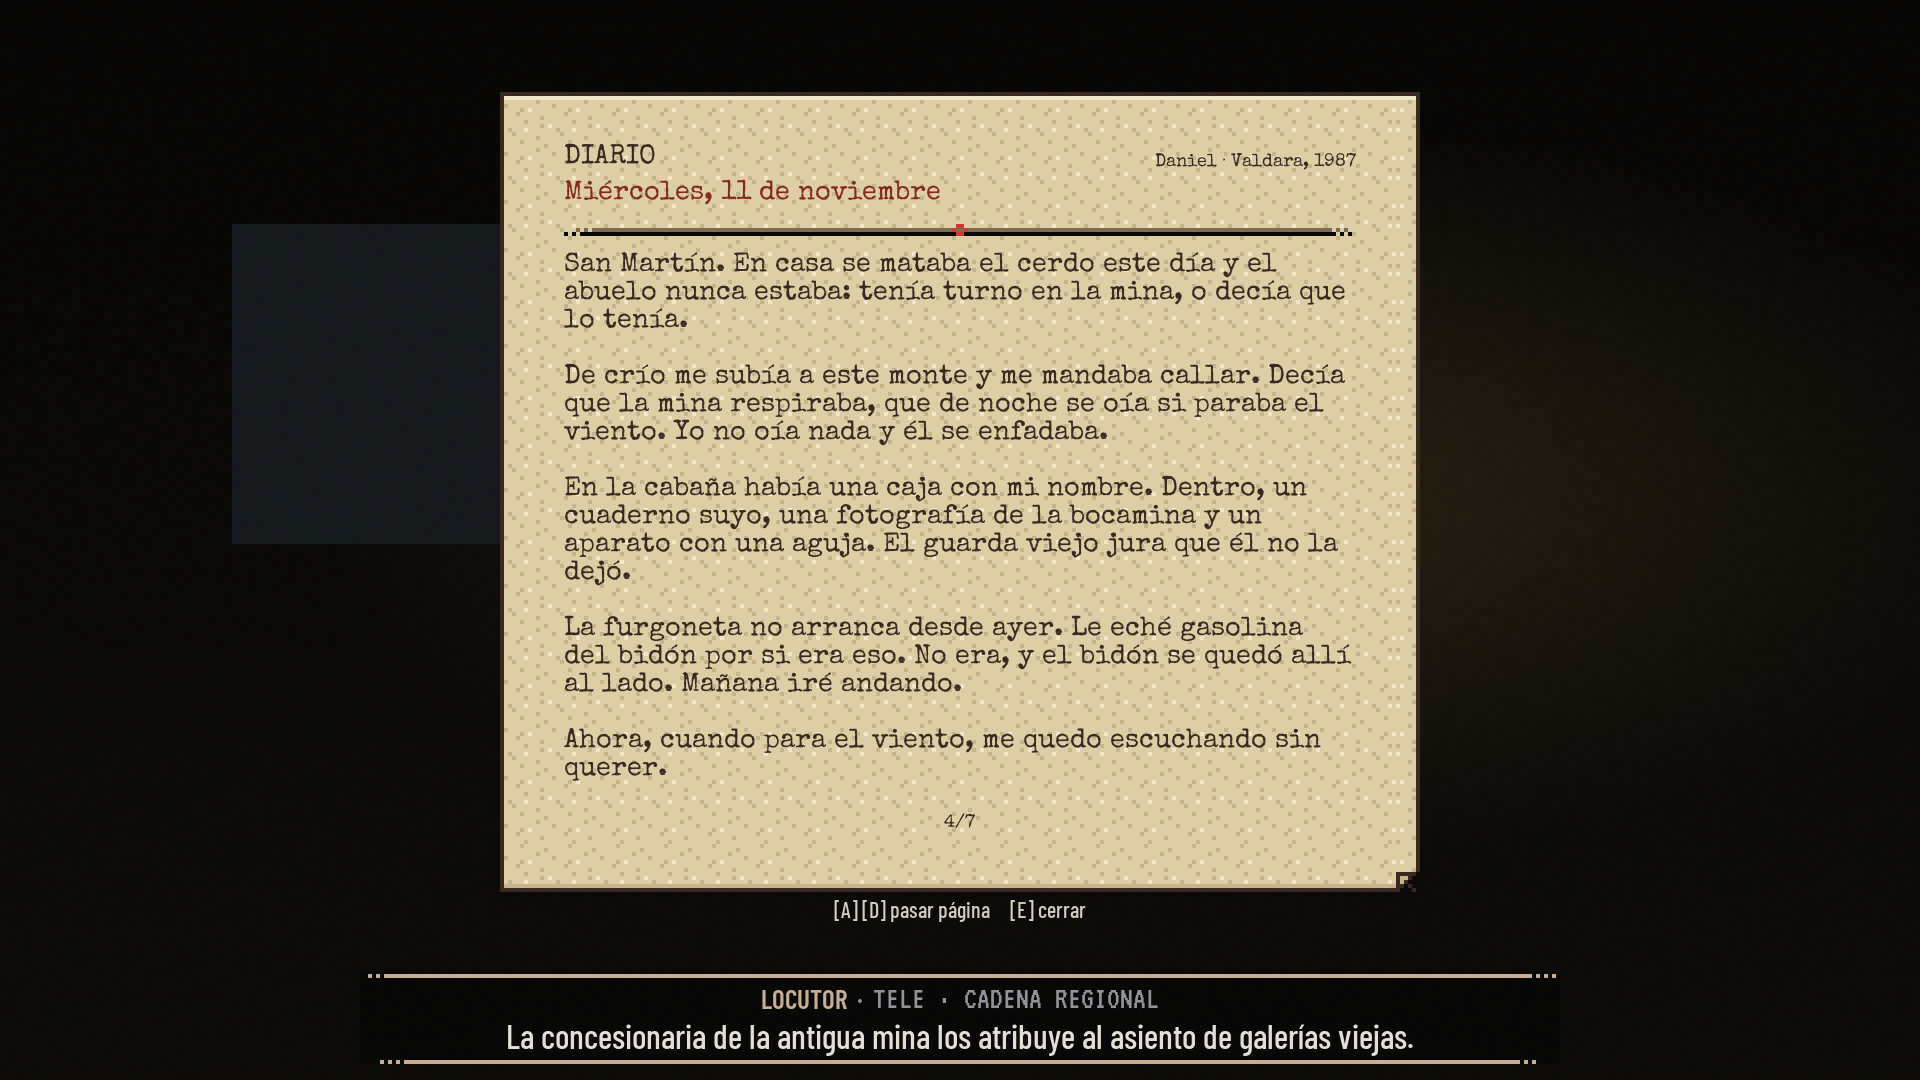 DIARIO
Daniel · Valdara, 1987
Miércoles, 11 de noviembre
San Martín. En casa se mataba el cerdo este día y el
abuelo nunca estaba: tenía turno en la mina, o decía que
lo tenía.
De crío me subía a este monte y me mandaba callar. Decía
que la mina respiraba, que de noche se oía si paraba el
viento. Yo no oía nada y él se enfadaba.
En la cabaña había una caja con mi nombre. Dentro, un
cuaderno suyo, una fotografía de la bocamina y un
aparato con una aguja. El guarda viejo jura que él no la
dejó.
La furgoneta no arranca desde ayer. Le eché gasolina
del bidón por si era eso. No era, y el bidón se quedó allí
al lado. Mañana iré andando.
Ahora, cuando para el viento, me quedo escuchando sin
querer.
4/7
[A][D] pasar página [E] cerrar
LOCUTOR · TELE · CADENA REGIONAL
La concesionaria de la antigua mina los atribuye al asiento de galerías viejas.